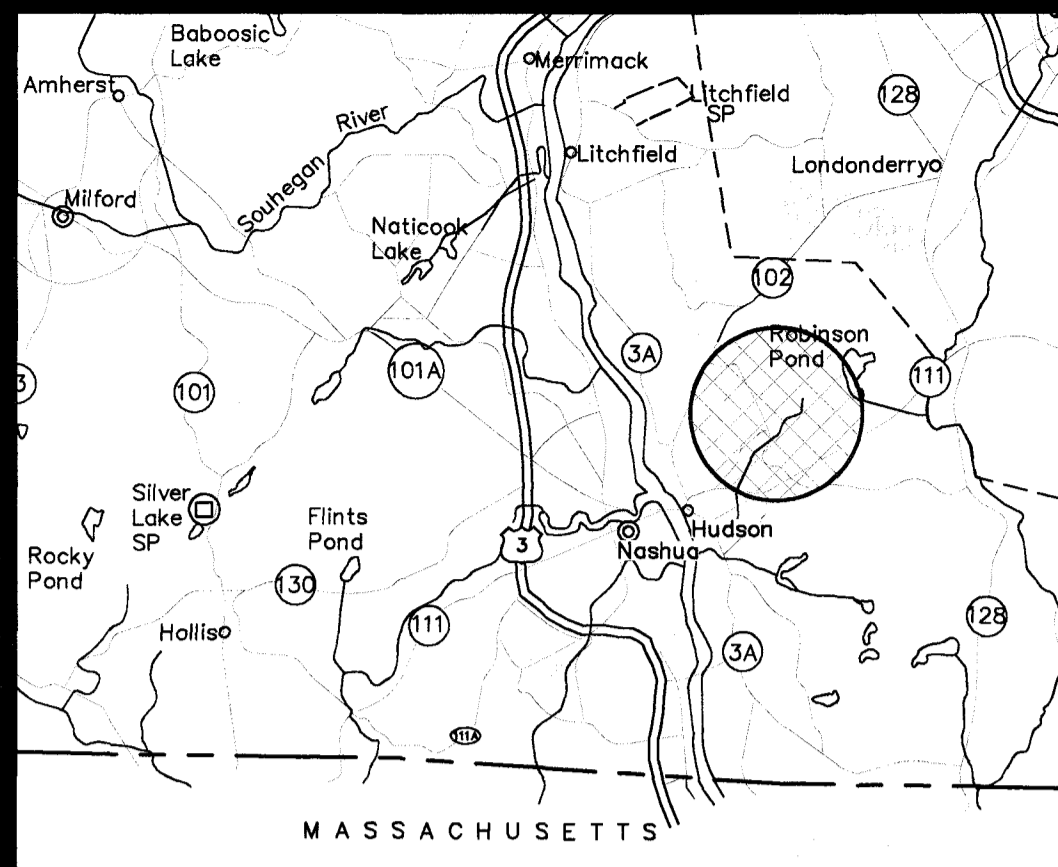 Baboosic
Lake
Merrimack
Amherst
Litchfield
SP
128
River
Litchfield
Londonderry
Souhegan
Milford
Naticook
Lake
102
Robinson
Pond
3A
3
101
101A
111
Silver
Lake
SP
Flints
Pond
Hudson
3
Nashua
Rocky
Pond
130
111
128
Hollis
3A
111A
MASSACHUSETTS